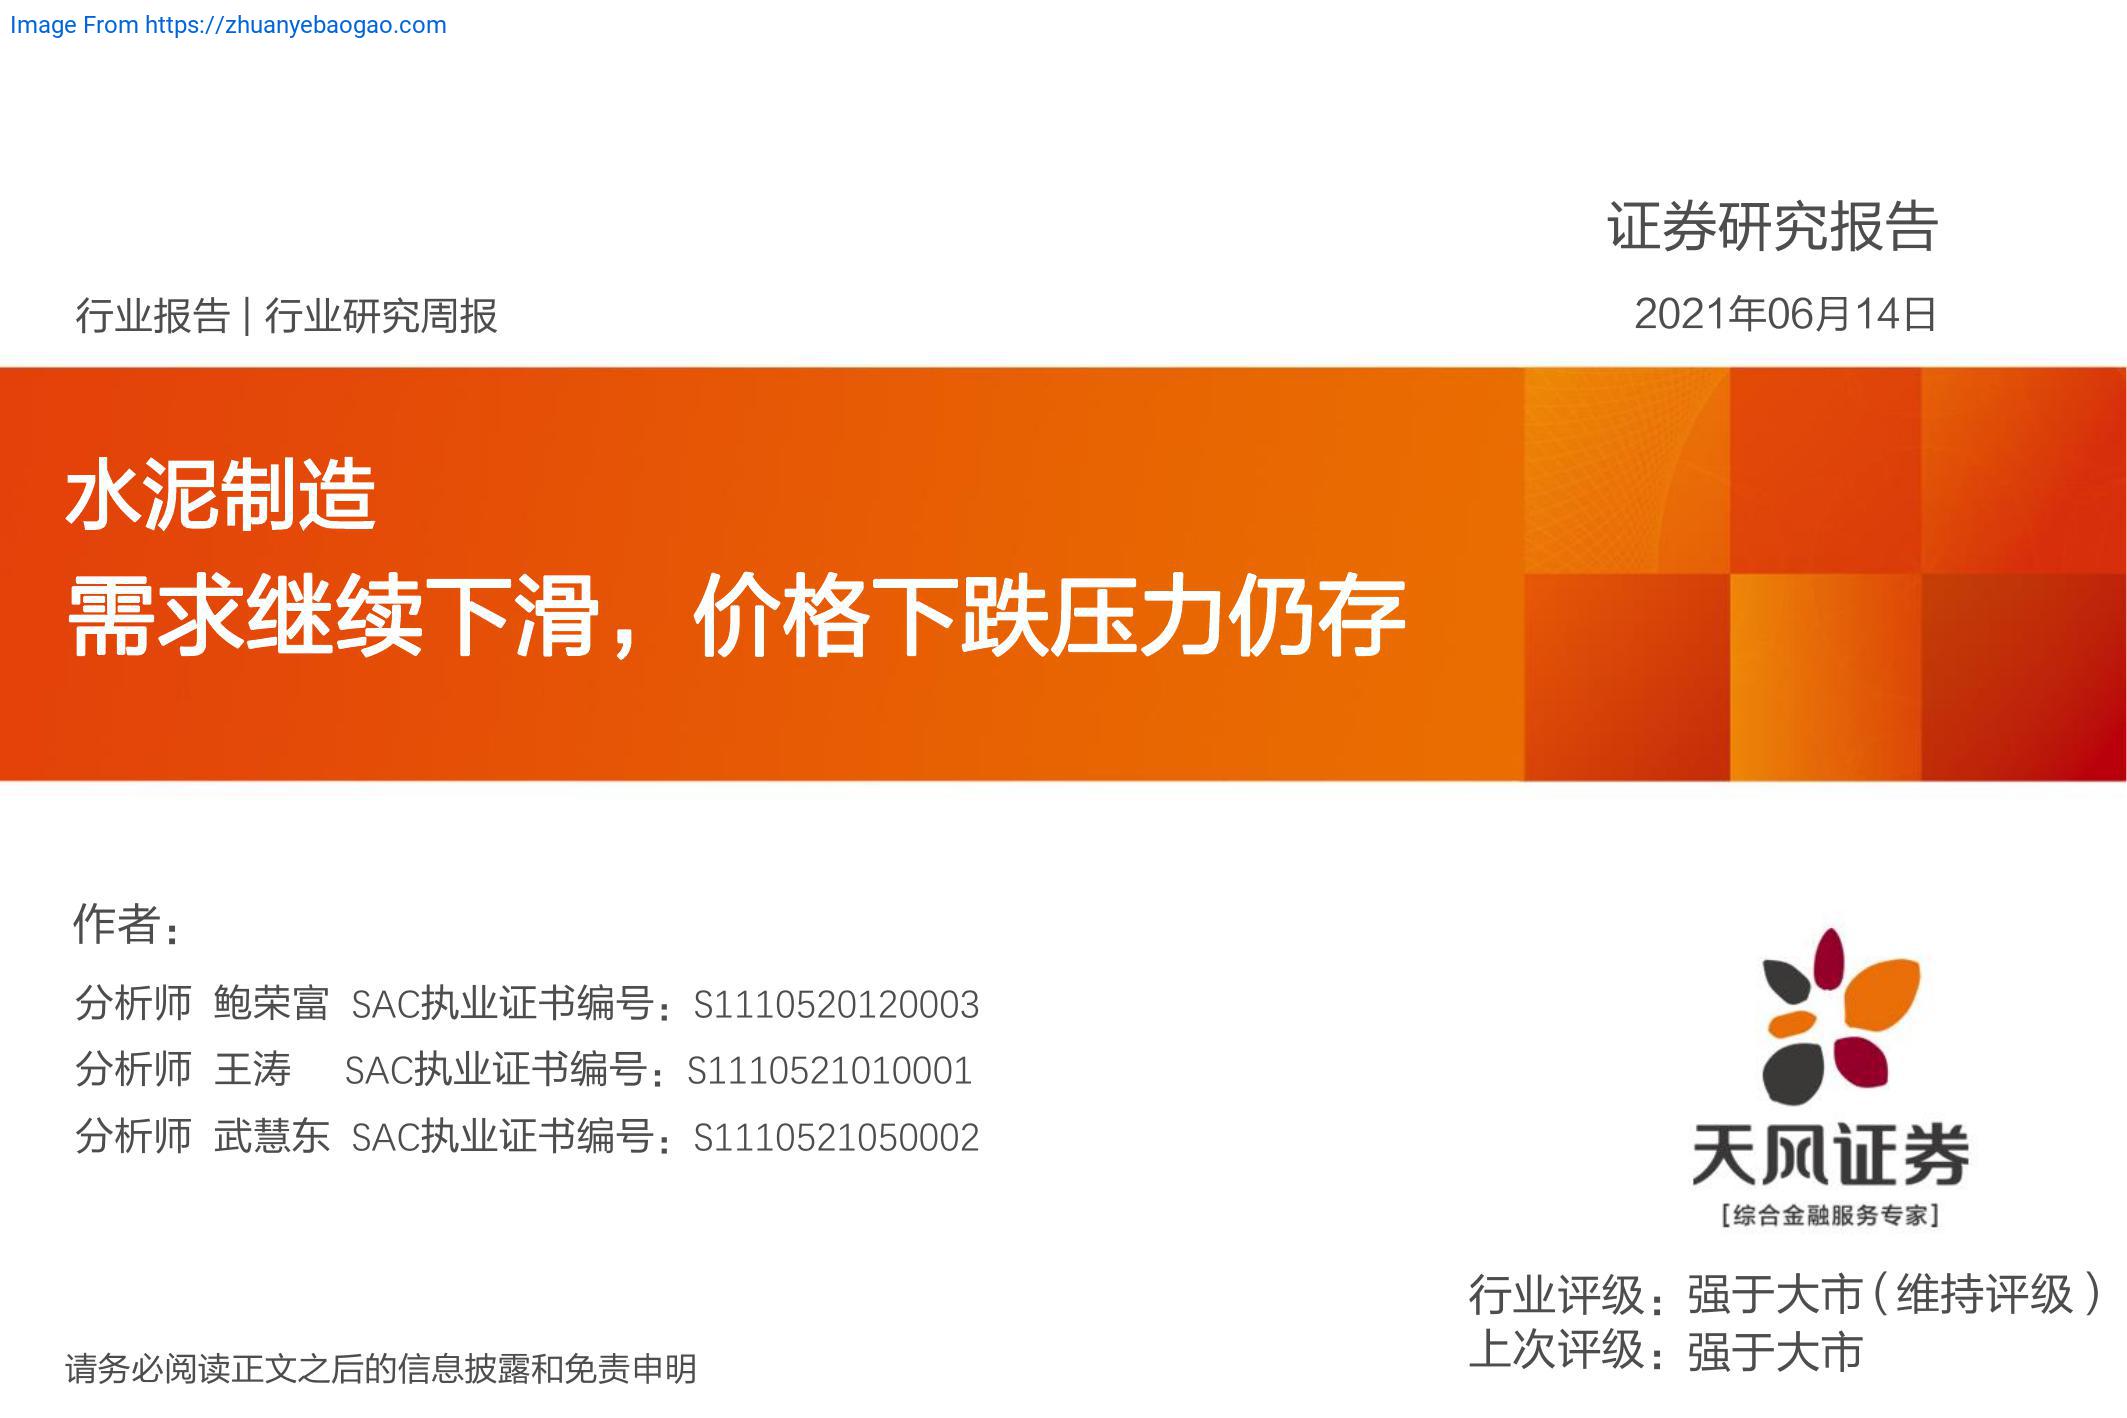 Image From https://zhuanyebaogao.com
证券研究报告
行业报告 | 行业研究周报
2021年06月14日
水泥制造
需求继续下滑，价格下跌压力仍存
作者：
分析师 鲍荣富 SAC执业证书编号：S1110520120003
分析师 王涛 SAC执业证书编号：S1110521010001
分析师 武慧东 SAC执业证书编号：S1110521050002
天风证券
[综合金融服务专家]
行业评级：强于大市（维持评级）
上次评级：强于大市
请务必阅读正文之后的信息披露和免责申明